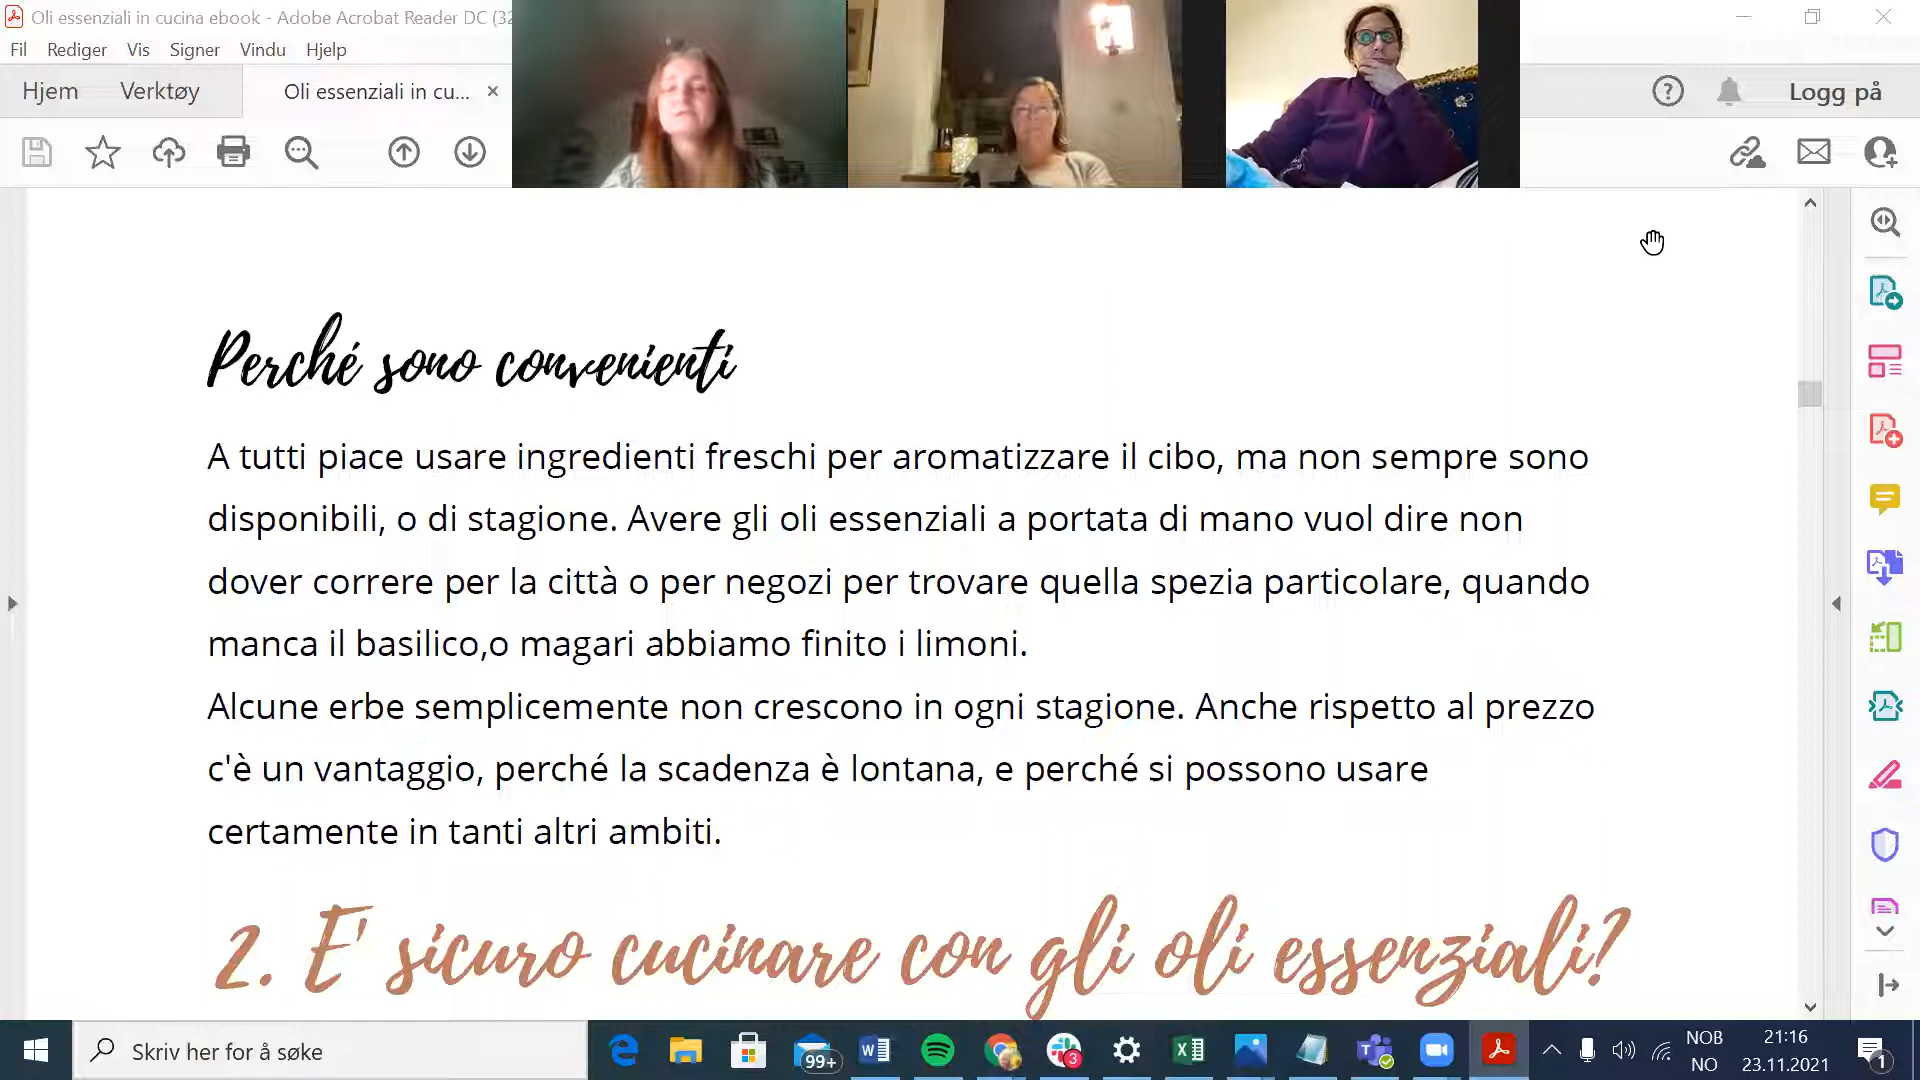 Oli essenziali in cucina ebook - Adobe Acrobat Reader DC (32
Fil Rediger Vis Signer Vindu Hjelp
Hjem Verktøy Oli essenziali in cu... × Logg på
Perché sono convenienti
A tutti piace usare ingredienti freschi per aromatizzare il cibo, ma non sempre sono
disponibili, o di stagione. Avere gli oli essenziali a portata di mano vuol dire non
dover correre per la città o per negozi per trovare quella spezia particolare, quando
manca il basilico,o magari abbiamo finito i limoni.
Alcune erbe semplicemente non crescono in ogni stagione. Anche rispetto al prezzo
c'è un vantaggio, perché la scadenza è lontana, e perché si possono usare
certamente in tanti altri ambiti.
2. E' sicuro cucinare con gli oli essenziali?
Skriv her for å søke
99+
3
NOB
NO
21:16
23.11.2021
1